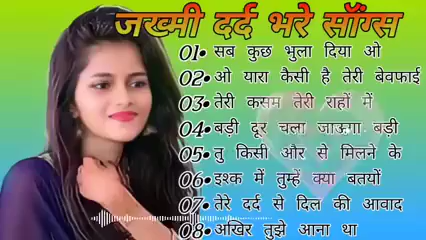 जख्मी दर्द भरे सॉंग्स
01• सब कुछ भुला दिया ओ
02• ओ यारा कैसी है तेरी बेवफाई
03• तेरी कसम तेरी राहों में
04• बड़ी दूर चला जाऊगा बड़ी
05• तु किसी और से मिलने के
06• इश्क में तुम्हें क्या बतयों
07• तेरे दर्द से दिल की आवाद
08• अखिर तुझे आना था